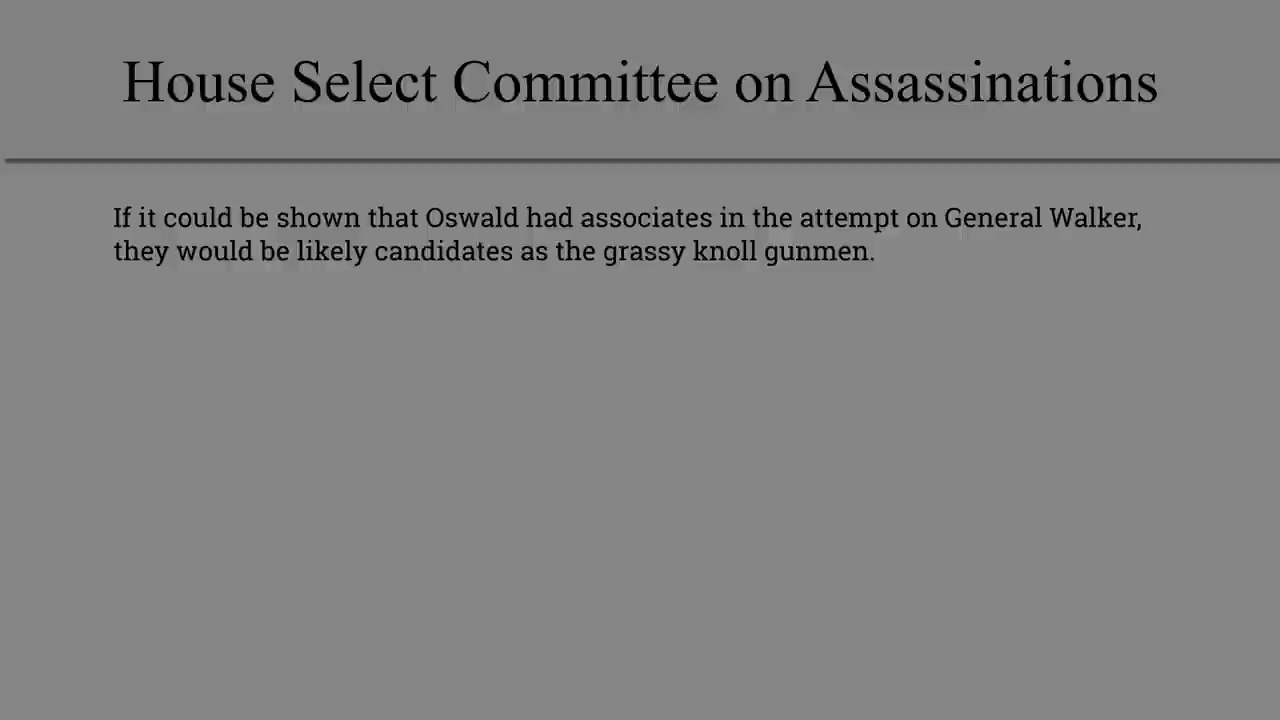 House Select Committee on Assassinations
If it could be shown that Oswald had associates in the attempt on General Walker,
they would be likely candidates as the grassy knoll gunmen.